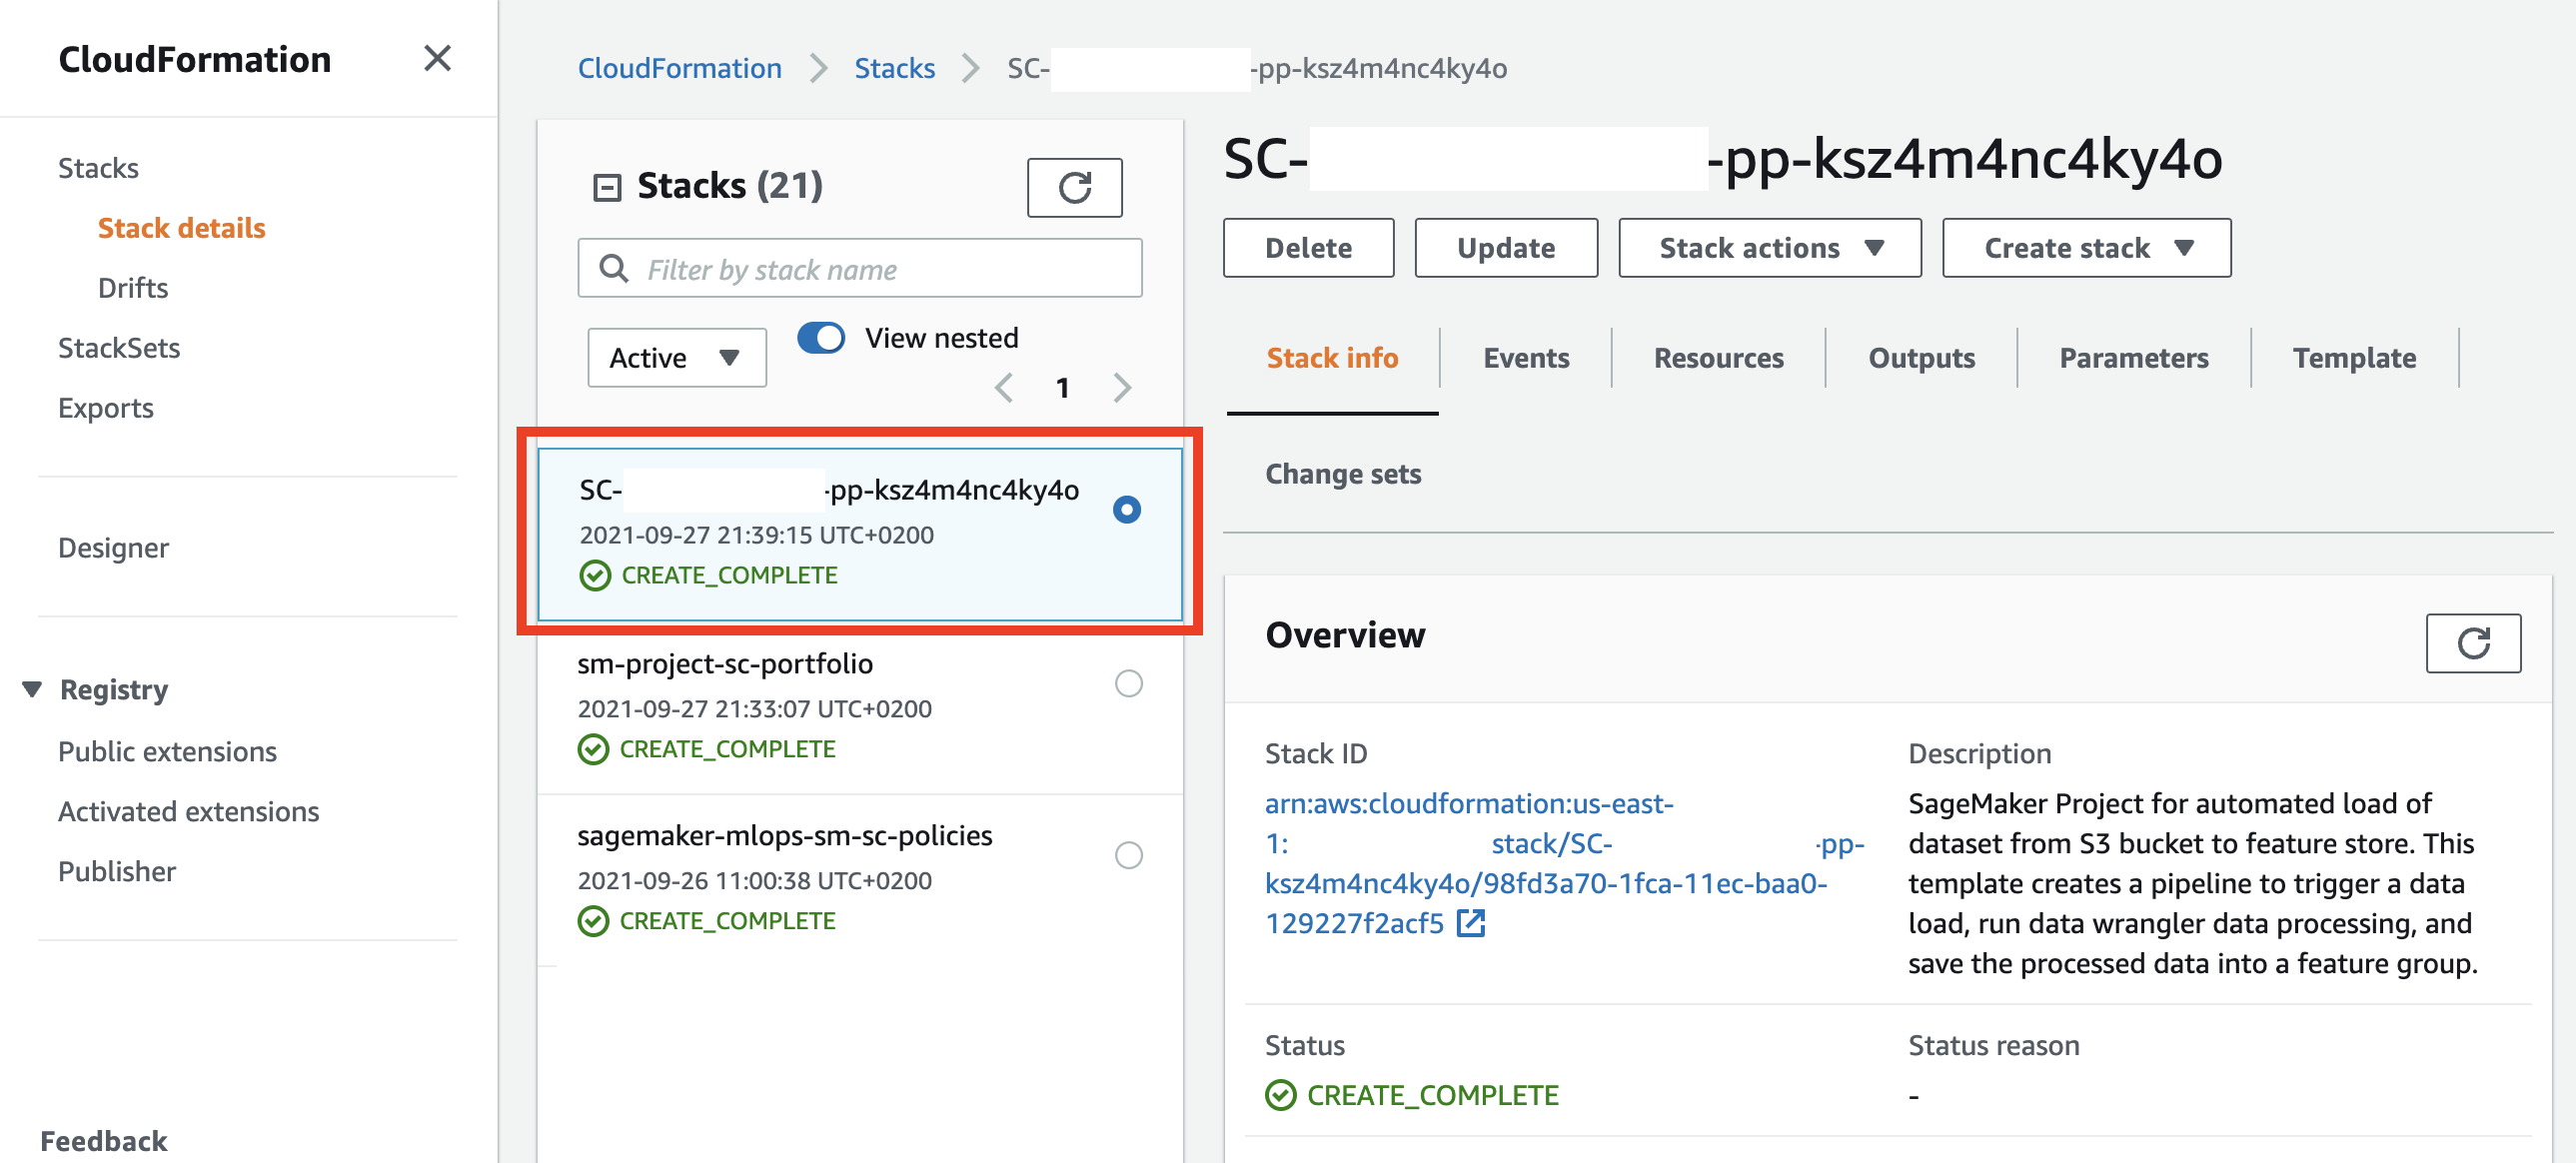 CloudFormation
Stacks
Stack details
Drifts
StackSets
Exports
Designer
Registry
Public extensions
Activated extensions
Publisher
Feedback
CloudFormation
Stacks
SC- -pp-ksz4m4nc4ky4o
Stacks (21)
Filter by stack name
Active
View nested
1
SC- -pp-ksz4m4nc4ky4o
2021-09-27 21:39:15 UTC+0200
CREATE_COMPLETE
sm-project-sc-portfolio
2021-09-27 21:33:07 UTC+0200
CREATE_COMPLETE
sagemaker-mlops-sm-sc-policies
2021-09-26 11:00:38 UTC+0200
CREATE_COMPLETE
SC- -pp-ksz4m4nc4ky4o
Delete
Update
Stack actions
Create stack
Stack info
Events
Resources
Outputs
Parameters
Template
Change sets
Overview
Stack ID
arn:aws:cloudformation:us-east-
1: stack/SC- -pp-
ksz4m4nc4ky4o/98fd3a70-1fca-11ec-baa0-
129227f2acf5
Description
SageMaker Project for automated load of
dataset from S3 bucket to feature store. This
template creates a pipeline to trigger a data
load, run data wrangler data processing, and
save the processed data into a feature group.
Status
CREATE_COMPLETE
Status reason
-